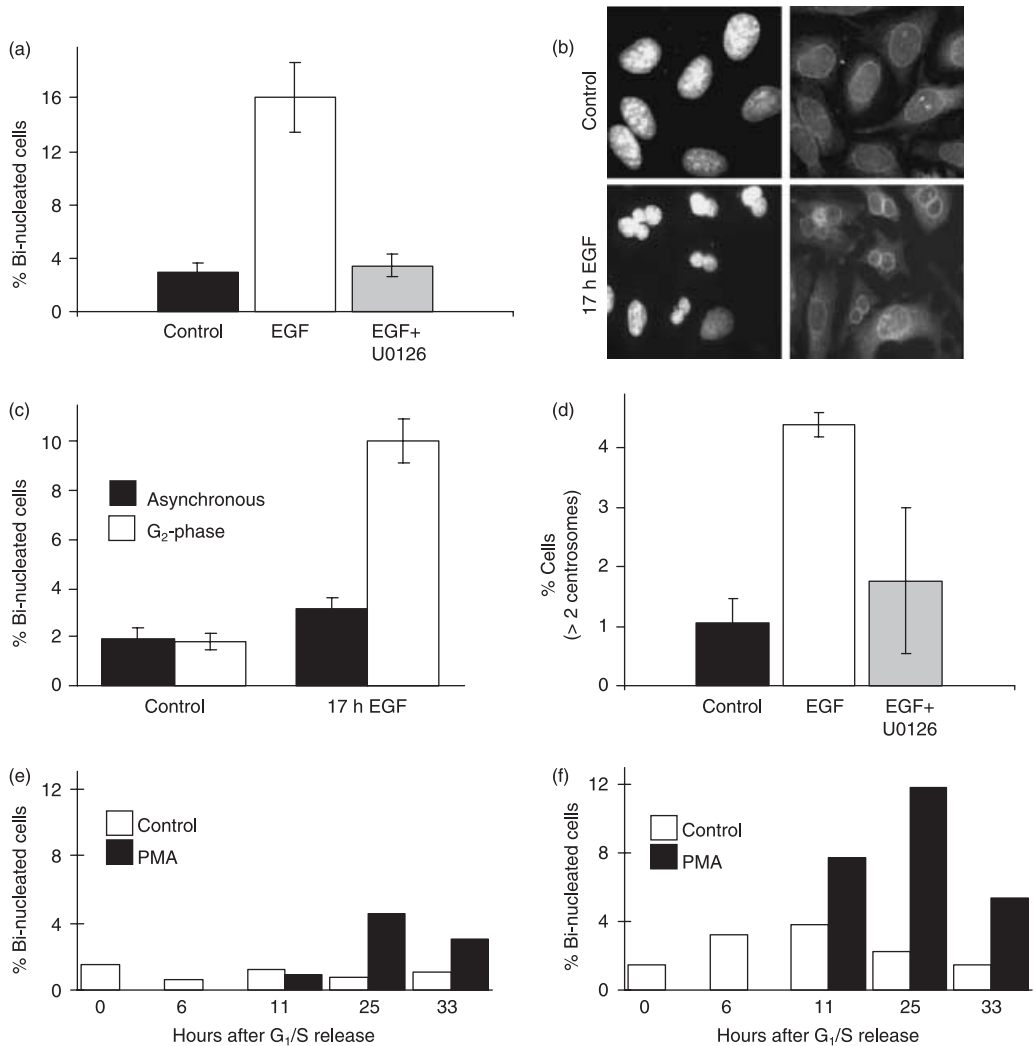 (a)
% Bi-nucleated cells
16
12
8
4
0
Control
EGF
EGF+
U0126
(b)
Control
17 h EGF
(c)
% Bi-nucleated cells
10
8
6
4
2
0
Asynchronous
G₂-phase
Control
17 h EGF
(d)
% Cells
(> 2 centrosomes)
4
3
2
1
0
Control
EGF
EGF+
U0126
(e)
% Bi-nucleated cells
12
8
4
0
Control
PMA
0 6 11 25 33
Hours after G₁/S release
(f)
% Bi-nucleated cells
12
8
4
0
Control
PMA
0 6 11 25 33
Hours after G₁/S release